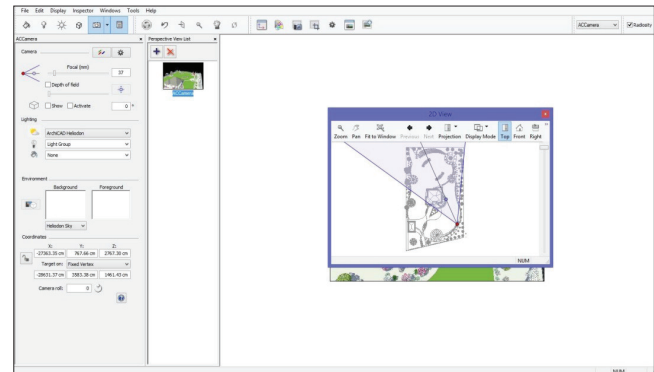 File Edit Display Inspector Windows Tools Help
ACCamera
Radiosity
ACCamera
Perspective View List
Camera
Focal (mm)
37
Depth of field
Show Activate 0 °
ACCamera
Lighting
ArchiCAD Heliodon
Light Group
None
Environment
Background Foreground
Heliodon Sky
Coordinates
X: Y: Z:
-27363.35 cm 767.66 cm 2767.30 cm
Target on: Fixed Vertex
-28631.37 cm 3583.38 cm 1461.43 cm
Camera roll: 0
2D View
Zoom Pan Fit to Window Previous Next Projection Display Mode Top Front Right
NUM
NUM